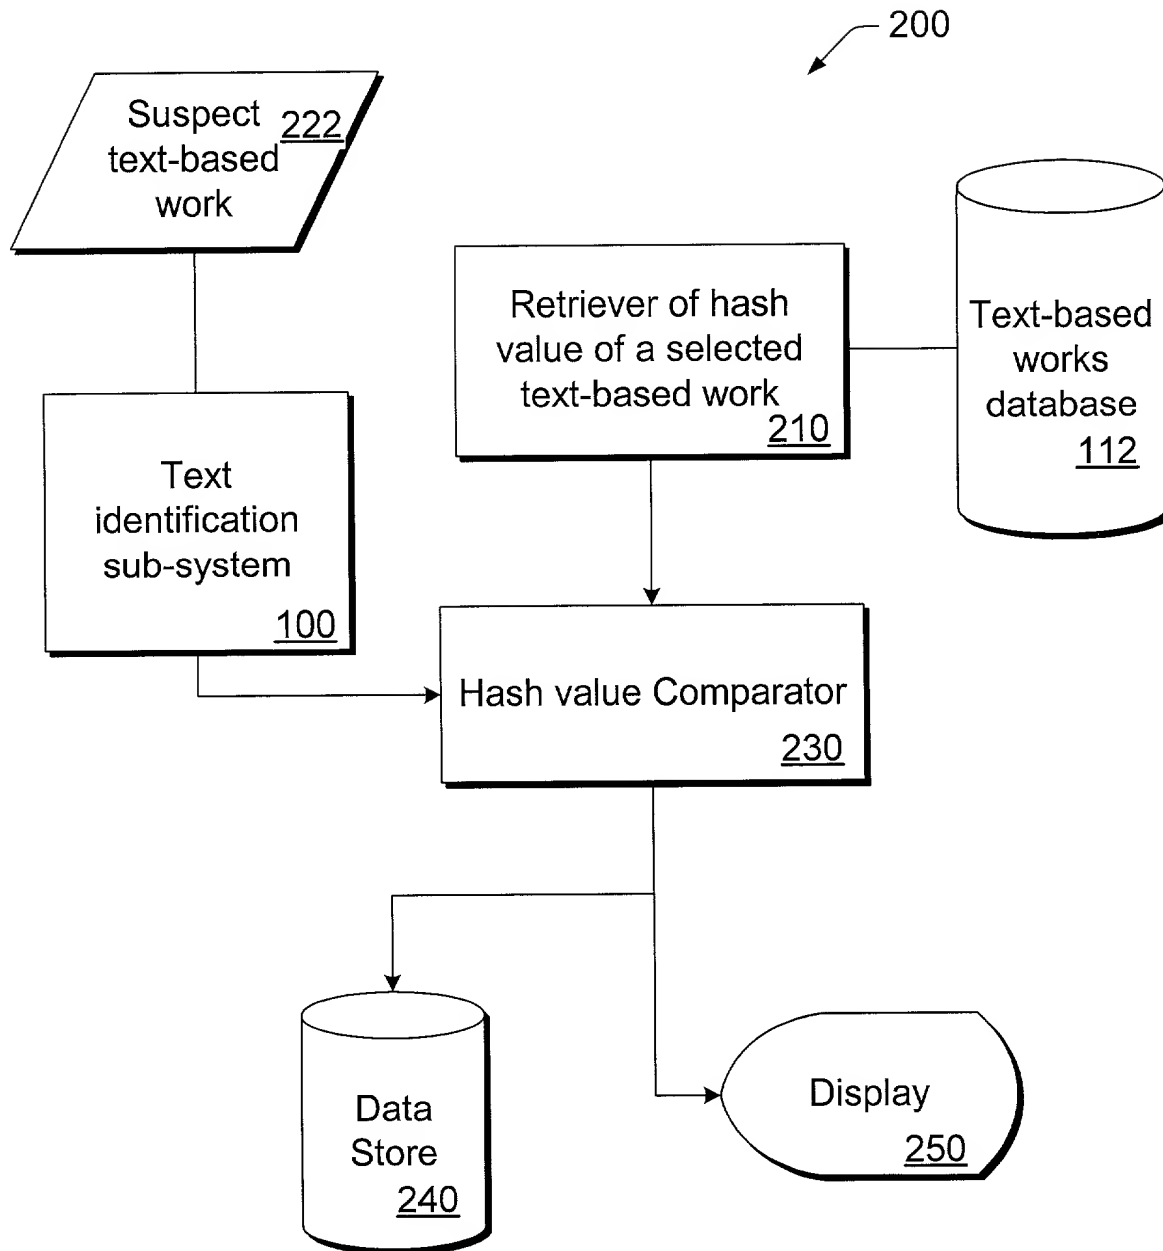 200
Suspect
222
text-based
work
Retriever of hash
value of a selected
text-based work
210
Text-based
works
database
112
Text
identification
sub-system
100
Hash value Comparator
230
Data
Store
240
Display
250